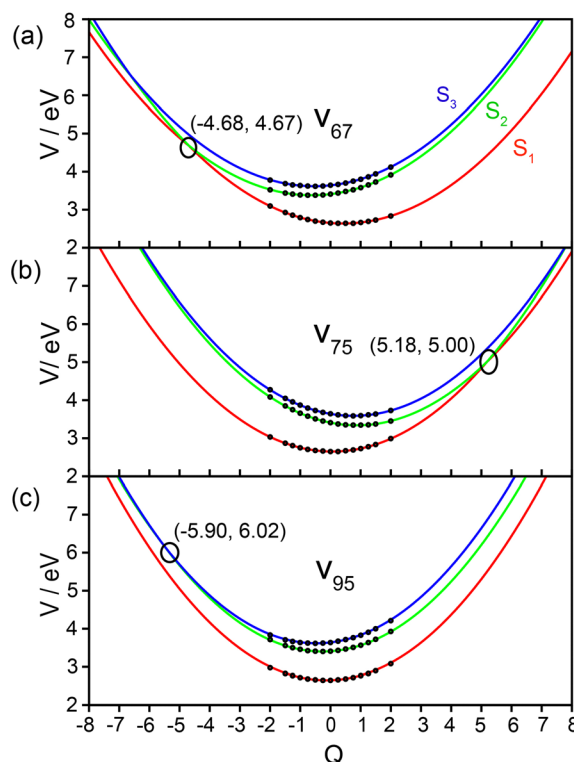 (a)
8
7
6
5
4
3
2
V / eV
(-4.68, 4.67)
V67
S3
S2
S1
(b)
7
6
5
4
3
2
V/ eV
V75
(5.18, 5.00)
(c)
7
6
5
4
3
2
V / eV
(-5.90, 6.02)
V95
-8 -7 -6 -5 -4 -3 -2 -1 0 1 2 3 4 5 6 7 8
Q